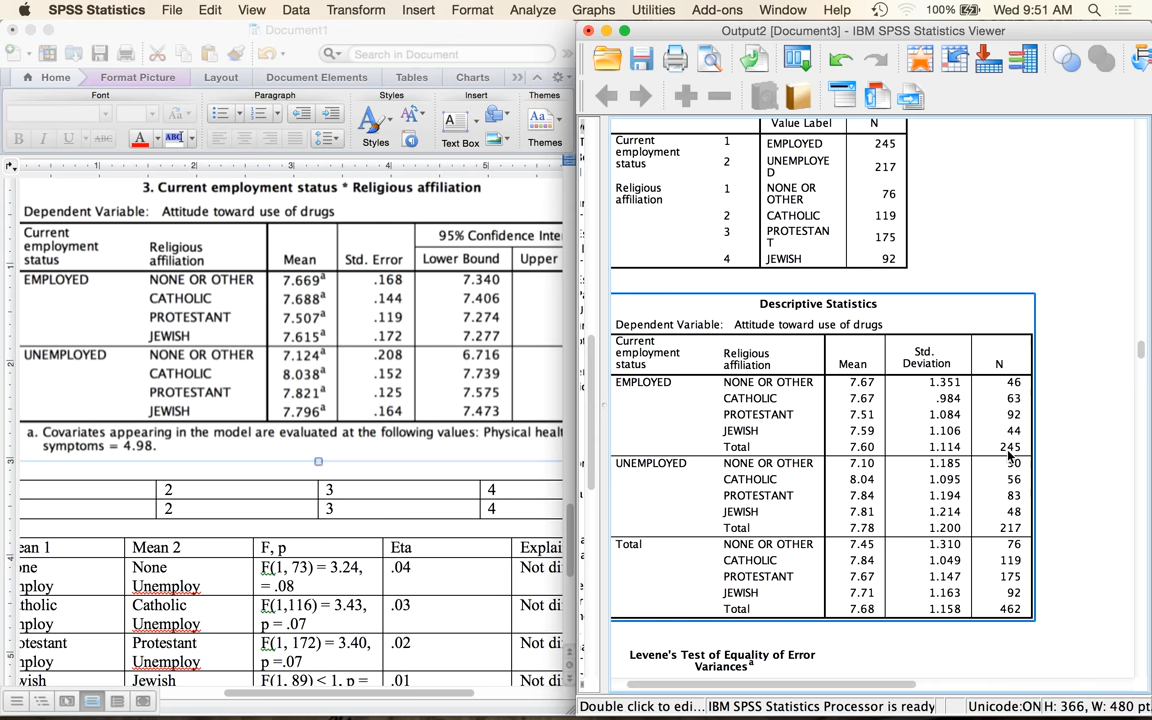 SPSS Statistics File Edit View Data Transform Insert Format Analyze Graphs Utilities Add-ons Window Help 100% Wed 9:51 AM
Document1
Search in Document
Home Format Picture Layout Document Elements Tables Charts
Font Paragraph Styles Insert Themes
Aa
B I U ABC A ABC
Styles Text Box Themes
3. Current employment status * Religious affiliation
Dependent Variable: Attitude toward use of drugs
Current employment status Religious affiliation Mean Std. Error 95% Confidence Inte
Lower Bound Upper
EMPLOYED NONE OR OTHER 7.669a .168 7.340
CATHOLIC 7.688a .144 7.406
PROTESTANT 7.507a .119 7.274
JEWISH 7.615a .172 7.277
UNEMPLOYED NONE OR OTHER 7.124a .208 6.716
CATHOLIC 8.038a .152 7.739
PROTESTANT 7.821a .125 7.575
JEWISH 7.796a .164 7.473
a. Covariates appearing in the model are evaluated at the following values: Physical heal
symptoms = 4.98.
2 3 4
2 3 4
ean 1 Mean 2 F, p Eta Explai
ne None F(1, 73) = 3.24, .04 Not di
nploy Unemploy = .08
tholic Catholic F(1,116) = 3.43, .03 Not di
nploy Unemploy p = .07
otestant Protestant F(1, 172) = 3.40, .02 Not di
nploy Unemploy p =.07
wish Jewish F(1, 89) < 1, p = .01 Not di
Output2 [Document3] - IBM SPSS Statistics Viewer
Value Label N
Current employment status 1 EMPLOYED 245
2 UNEMPLOYE
D 217
Religious affiliation 1 NONE OR
OTHER 76
2 CATHOLIC 119
3 PROTESTAN
T 175
4 JEWISH 92
Descriptive Statistics
Dependent Variable: Attitude toward use of drugs
Current employment status Religious affiliation Mean Std. Deviation N
EMPLOYED NONE OR OTHER 7.67 1.351 46
CATHOLIC 7.67 .984 63
PROTESTANT 7.51 1.084 92
JEWISH 7.59 1.106 44
Total 7.60 1.114 245
UNEMPLOYED NONE OR OTHER 7.10 1.185 30
CATHOLIC 8.04 1.095 56
PROTESTANT 7.84 1.194 83
JEWISH 7.81 1.214 48
Total 7.78 1.200 217
Total NONE OR OTHER 7.45 1.310 76
CATHOLIC 7.84 1.049 119
PROTESTANT 7.67 1.147 175
JEWISH 7.71 1.163 92
Total 7.68 1.158 462
Levene's Test of Equality of Error
Variancesa
Double click to edi... IBM SPSS Statistics Processor is ready Unicode:ON H: 366, W: 480 pt